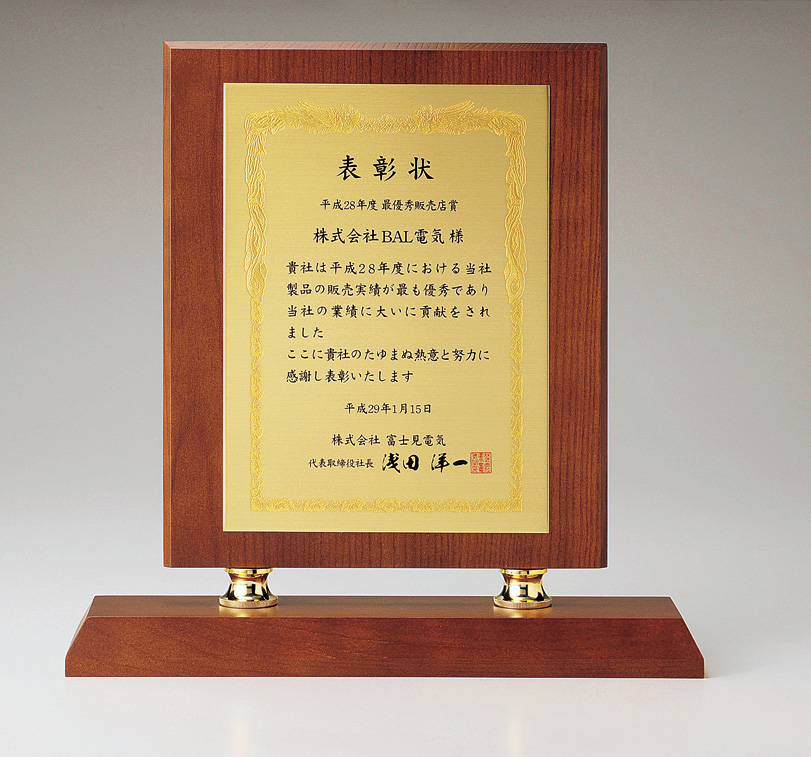 表彰状
平成28年度 最優秀販売店賞
株式会社BAL電気 様
貴社は平成28年度における当社
製品の販売実績が最も優秀であり
当社の業績に大いに貢献をされ
ました
ここに貴社のたゆまぬ熱意と努力に
感謝し表彰いたします
平成29年1月15日
株式会社 富士見電気
代表取締役社長 浅田 洋一